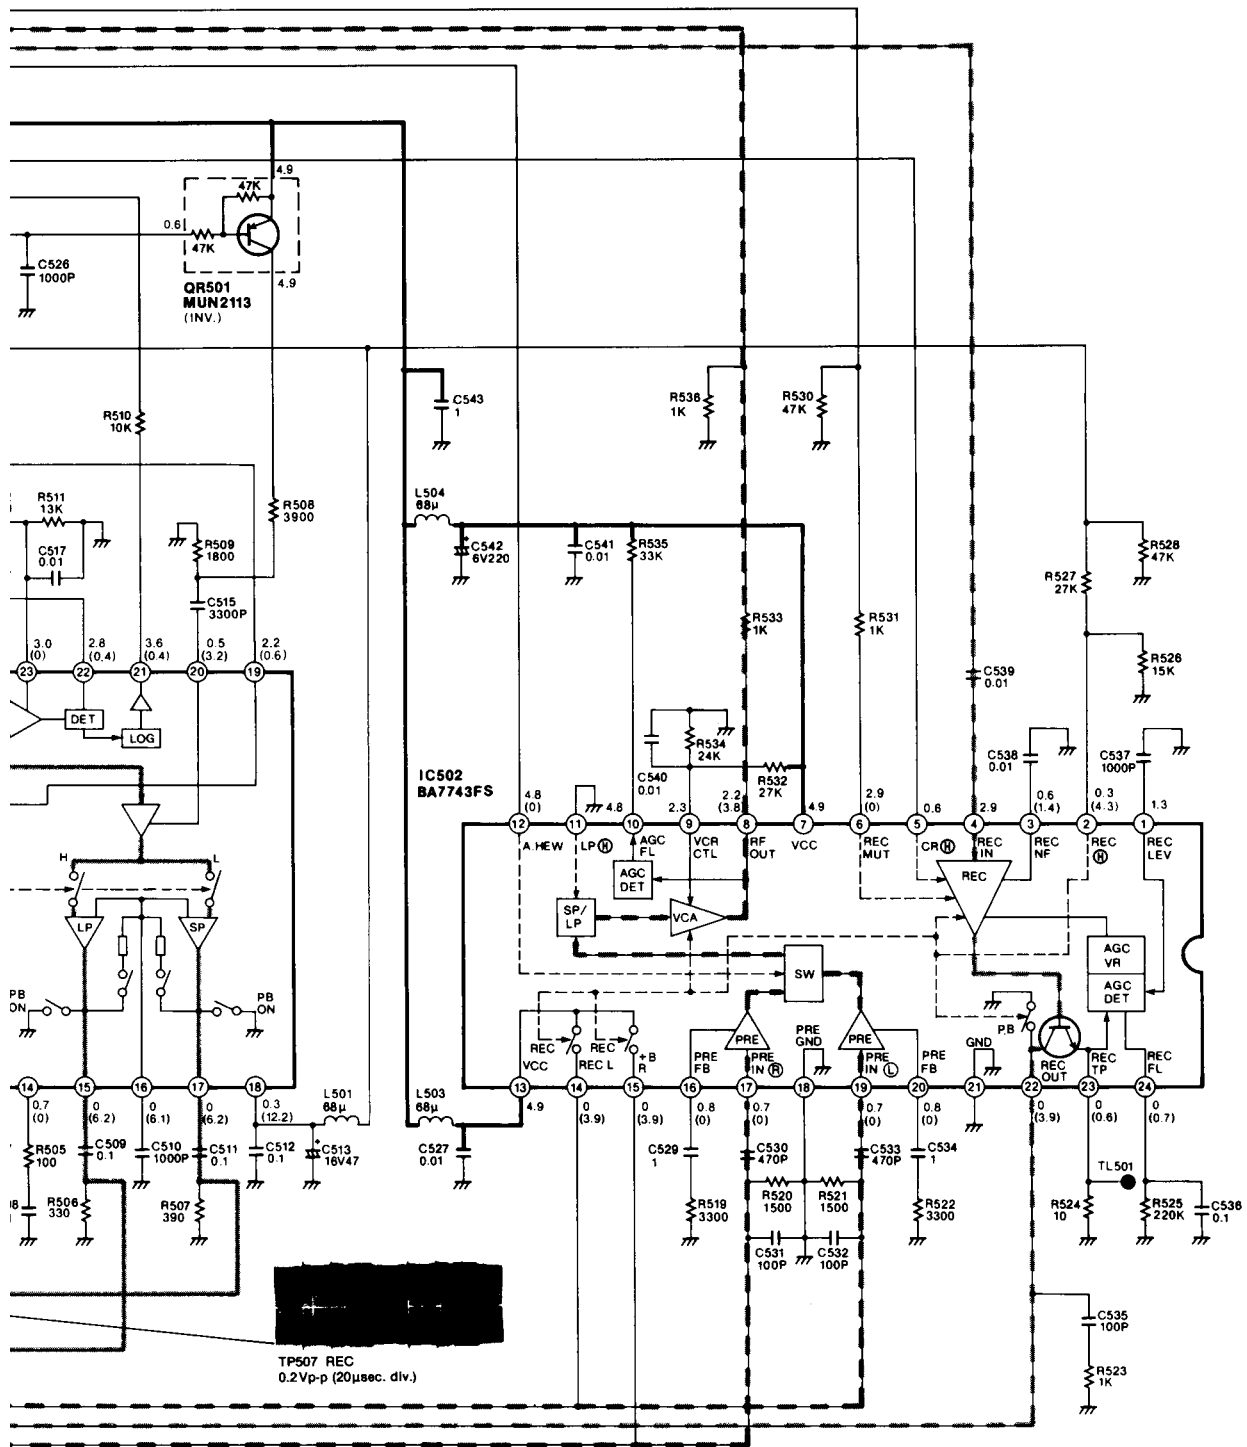 4.9
47K
0.6
47K
4.9
C526
1000P
QR501
MUN2113
(INV.)
R510
10K
C543
1
R536
1K
R530
47K
R511
13K
C517
0.01
R509
1800
R508
3900
C515
3300P
L504
68µ
C542
6V220
C541
0.01
R535
33K
R533
1K
R531
1K
R528
47K
R527
27K
R526
15K
C539
0.01
3.0
(0)
2.8
(0.4)
3.6
(0.4)
0.5
(3.2)
2.2
(0.6)
23
22
21
20
19
DET
LOG
R534
24K
C540
0.01
R532
27K
C538
0.01
C537
1000P
IC502
BA7743FS
4.8
(0)
4.8
2.3
2.2
(3.8)
4.9
2.9
(0)
0.6
2.9
0.6
(1.4)
0.3
(4.3)
1.3
12
11
10
9
8
7
6
5
4
3
2
1
A.HEW
LP Ⓗ
AGC
FL
VCR
CTL
RF
OUT
VCC
REC
MUT
CR Ⓗ
REC
IN
REC
NF
REC
Ⓗ
REC
LEV
H
L
LP
SP
PB
ON
PB
ON
AGC
DET
SP/
LP
VCA
REC
SW
AGC
VR
AGC
DET
PRE
PRE
P.B
VCC
REC
REC L
REC
+B
R
PRE
FB
PRE
IN Ⓡ
PRE
GND
PRE
IN Ⓛ
PRE
FB
GND
REC
OUT
REC
TP
REC
FL
14
15
16
17
18
13
14
15
16
17
18
19
20
21
22
23
24
0.7
(0)
0
(6.2)
0
(6.1)
0
(6.2)
0.3
(12.2)
L501
68µ
L503
68µ
4.9
0
(3.9)
0
(3.9)
0.8
(0)
0.7
(0)
0.7
(0)
0.8
(0)
0
(3.9)
0
(0.6)
0
(0.7)
R505
100
C509
0.1
C510
1000P
C511
0.1
C512
0.1
C513
16V47
C527
0.01
C529
1
C530
470P
C533
470P
C534
1
TL501
R506
330
R507
390
R519
3300
R520
1500
R521
1500
R522
3300
R524
10
R525
220K
C536
0.1
C531
100P
C532
100P
C535
100P
R523
1K
TP507 REC
0.2Vp-p (20µsec. div.)